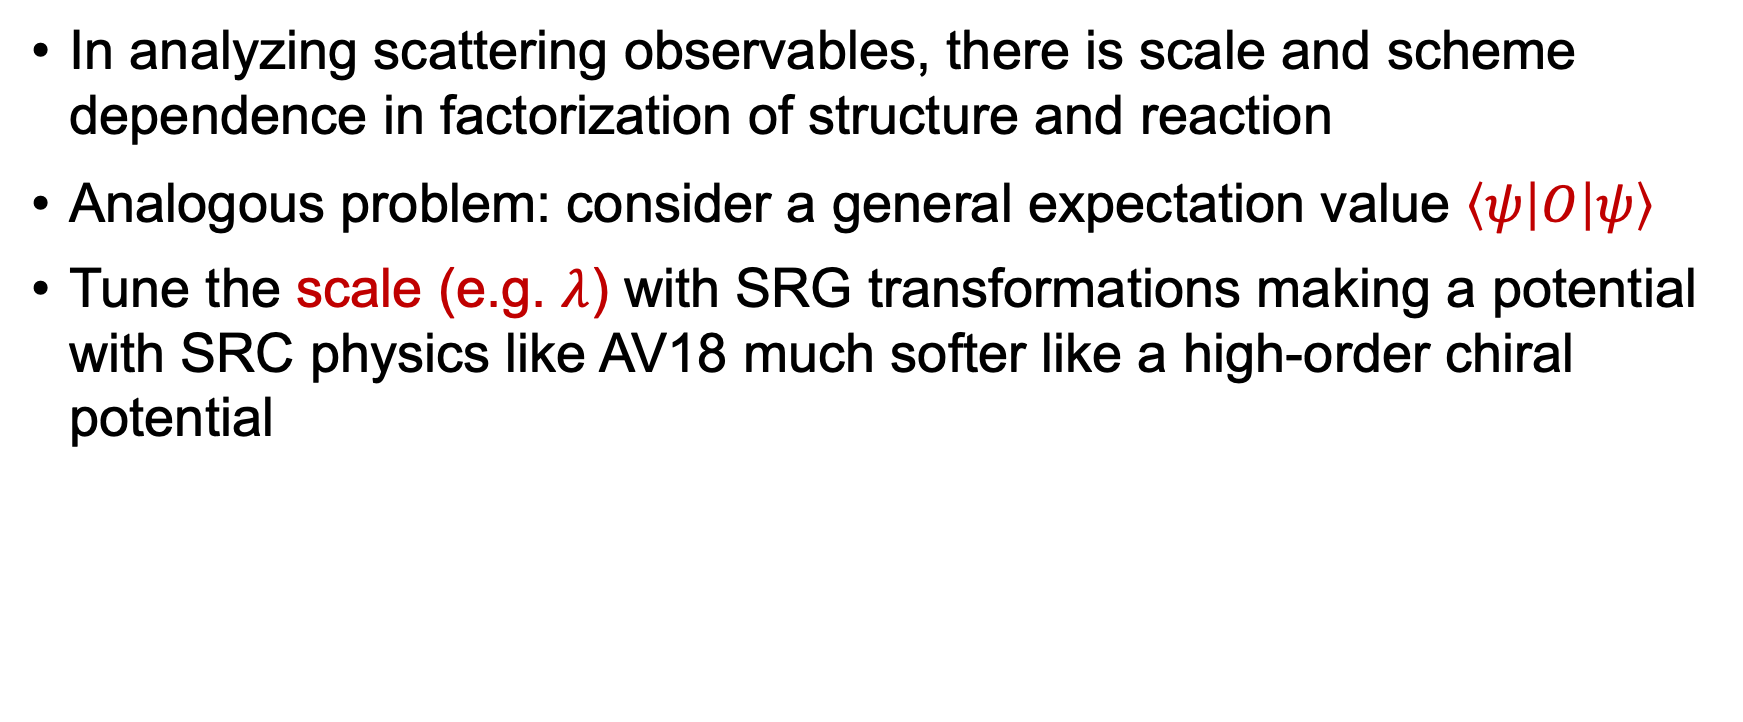 • In analyzing scattering observables, there is scale and scheme
dependence in factorization of structure and reaction
• Analogous problem: consider a general expectation value ⟨𝜓|𝑂|𝜓⟩
• Tune the scale (e.g. 𝜆) with SRG transformations making a potential
with SRC physics like AV18 much softer like a high-order chiral
potential